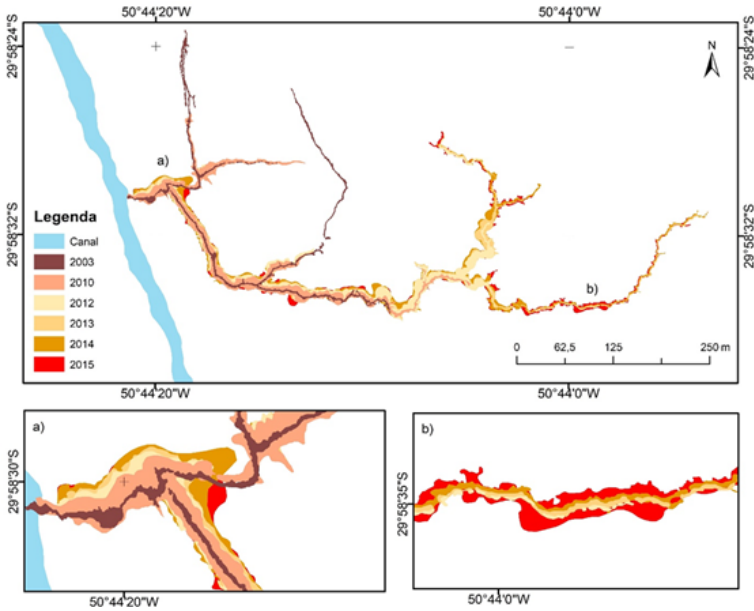 50°44'20"W
50°44'0"W
29°58'24"S
29°58'24"S
N
a)
Legenda
Canal
2003
2010
2012
2013
2014
2015
29°58'32"S
29°58'32"S
b)
0
62,5
125
250 m
50°44'20"W
50°44'0"W
a)
29°58'30"S
50°44'20"W
b)
29°58'35"S
50°44'0"W